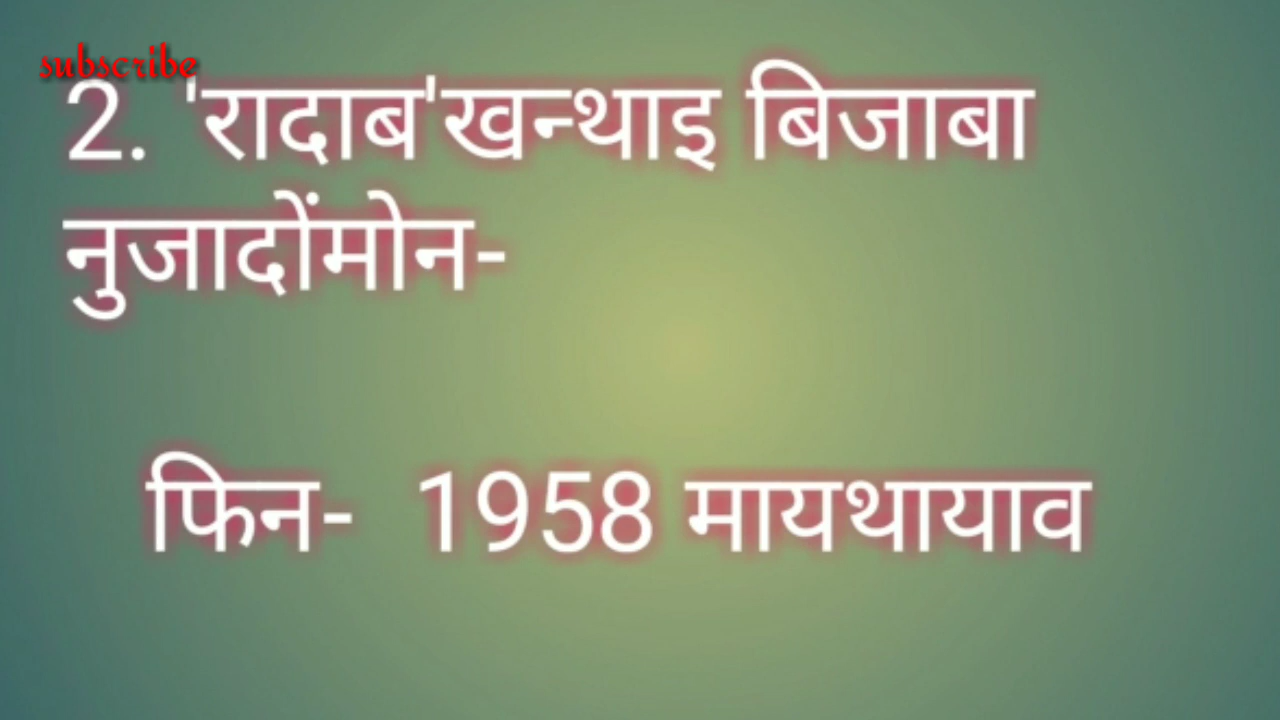 subscribe
2. 'रादाब'खन्थाइ बिजाबा
नुजादोंमोन-
फिन- 1958 मायथायाव